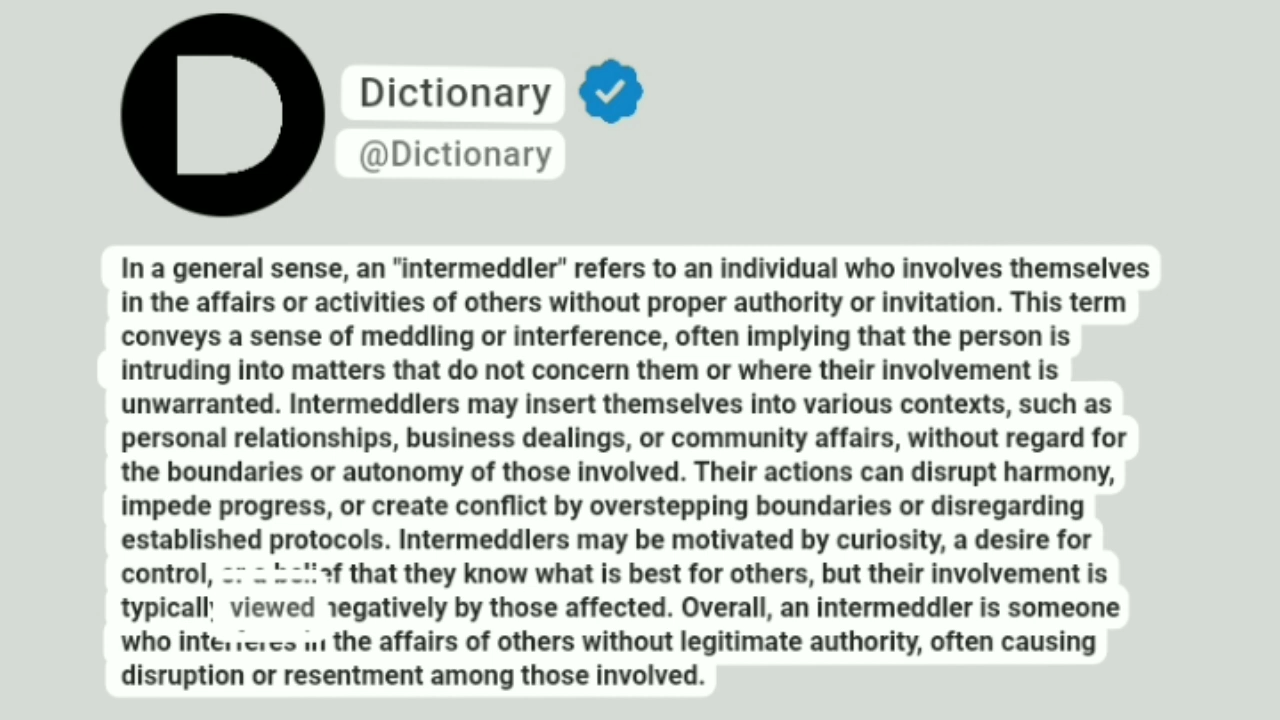 D
Dictionary
@Dictionary
In a general sense, an "intermeddler" refers to an individual who involves themselves
in the affairs or activities of others without proper authority or invitation. This term
conveys a sense of meddling or interference, often implying that the person is
intruding into matters that do not concern them or where their involvement is
unwarranted. Intermeddlers may insert themselves into various contexts, such as
personal relationships, business dealings, or community affairs, without regard for
the boundaries or autonomy of those involved. Their actions can disrupt harmony,
impede progress, or create conflict by overstepping boundaries or disregarding
established protocols. Intermeddlers may be motivated by curiosity, a desire for
control, or a belief that they know what is best for others, but their involvement is
typically viewed negatively by those affected. Overall, an intermeddler is someone
who interferes in the affairs of others without legitimate authority, often causing
disruption or resentment among those involved.